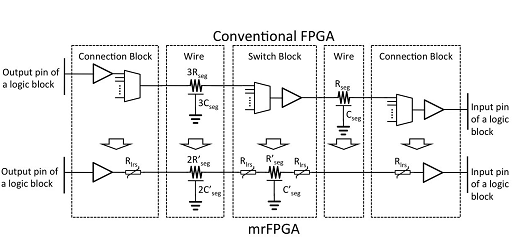 Conventional FPGA
Connection Block
Wire
Switch Block
Wire
Connection Block
Output pin of
a logic block
3Rseg
3Cseg
Rseg
Cseg
Input pin
of a logic
block
Output pin of
a logic block
Rlrs
2R'seg
2C'seg
Rlrs
R'seg
Rlrs
C'seg
Rlrs
Input pin
of a logic
block
mrFPGA